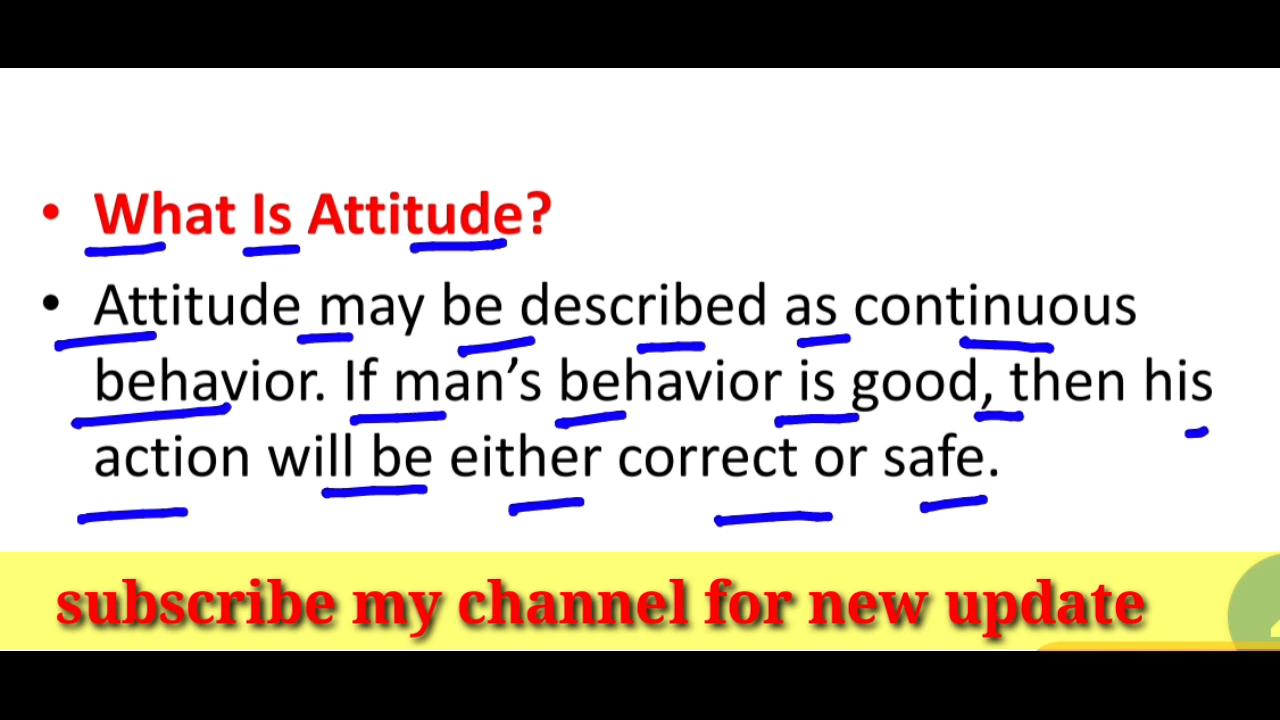 • What Is Attitude?
• Attitude may be described as continuous
behavior. If man’s behavior is good, then his
action will be either correct or safe.
subscribe my channel for new update